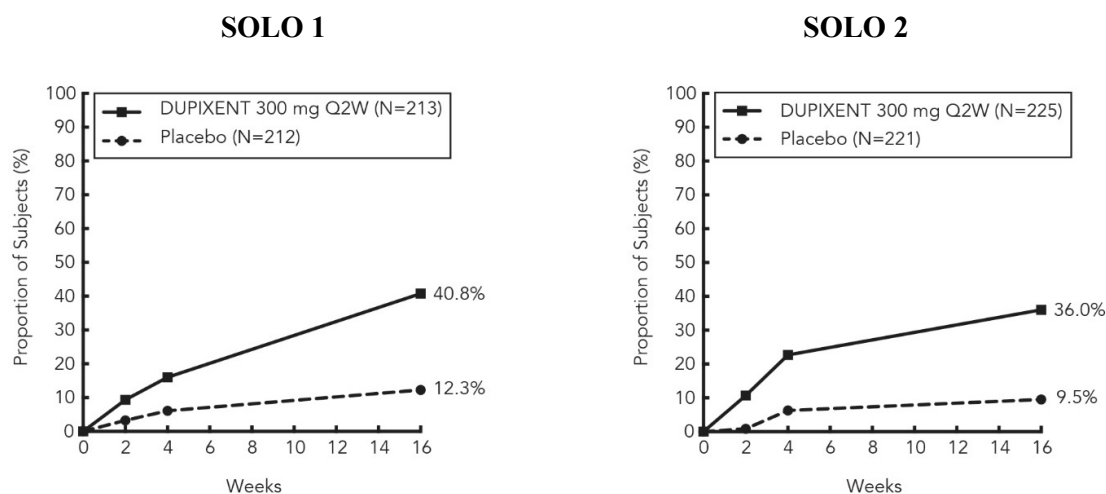 SOLO 1
100
90
80
70
60
50
40
30
20
10
0
Proportion of Subjects (%)
DUPIXENT 300 mg Q2W (N=213)
Placebo (N=212)
40.8%
12.3%
0 2 4 6 8 10 12 14 16
Weeks
SOLO 2
100
90
80
70
60
50
40
30
20
10
0
Proportion of Subjects (%)
DUPIXENT 300 mg Q2W (N=225)
Placebo (N=221)
36.0%
9.5%
0 2 4 6 8 10 12 14 16
Weeks